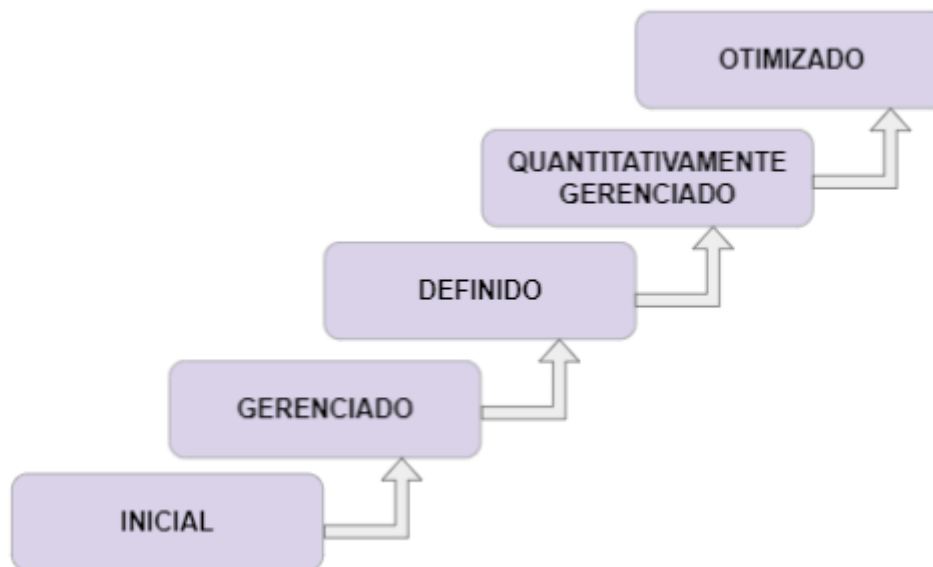 OTIMIZADO
QUANTITATIVAMENTE
GERENCIADO
DEFINIDO
GERENCIADO
INICIAL